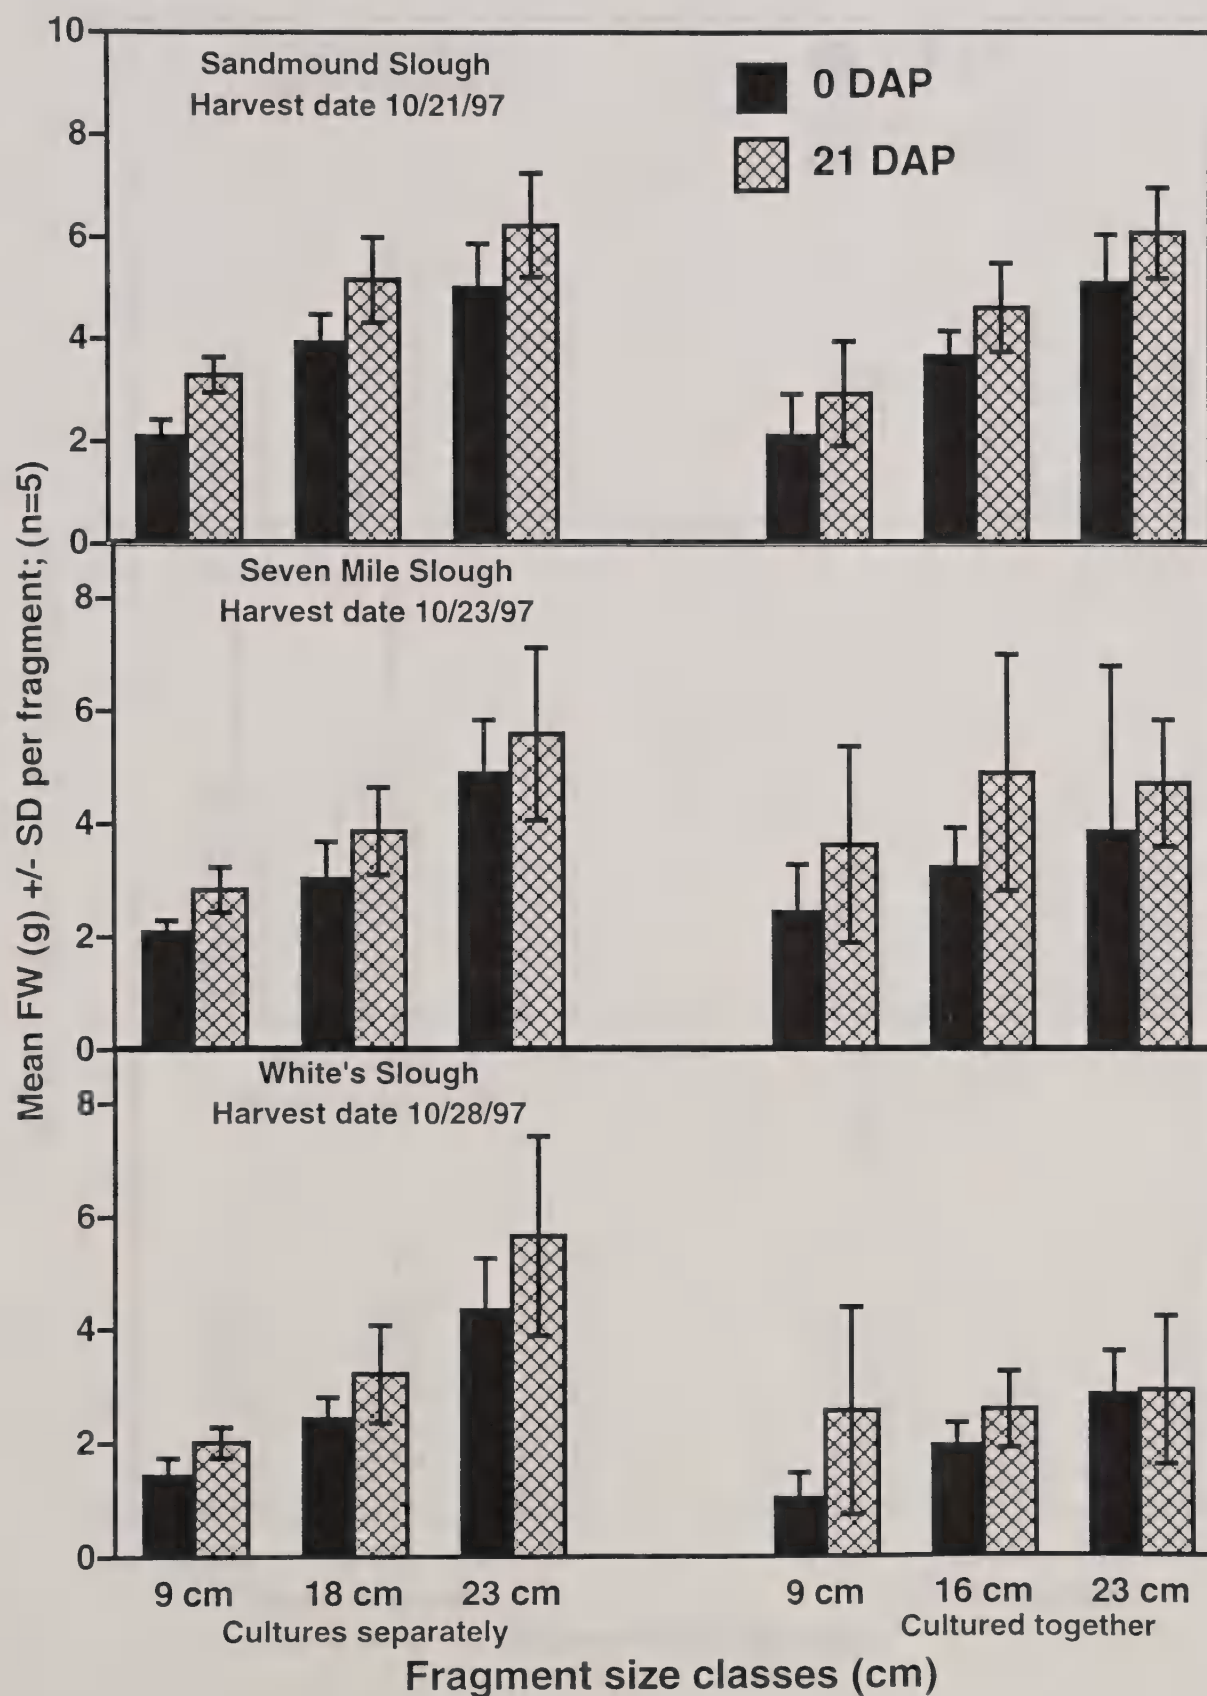 10
Sandmound Slough
Harvest date 10/21/97
0 DAP
21 DAP
8
6
4
2
0
Seven Mile Slough
Harvest date 10/23/97
8
6
4
2
0
White's Slough
Harvest date 10/28/97
8
6
4
2
0
Mean FW (g) +/- SD per fragment; (n=5)
9 cm 18 cm 23 cm 9 cm 16 cm 23 cm
Cultures separately Cultured together
Fragment size classes (cm)